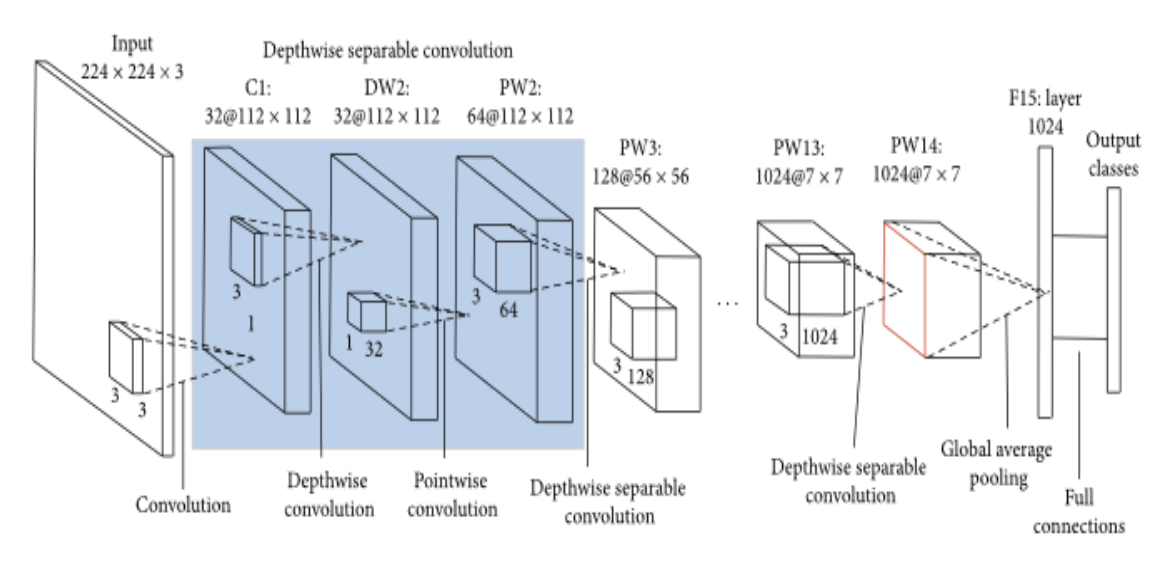 Input
224 × 224 × 3
Depthwise separable convolution
C1:
32@112 × 112
DW2:
32@112 × 112
PW2:
64@112 × 112
PW3:
128@56 × 56
PW13:
1024@7 × 7
PW14:
1024@7 × 7
F15: layer
1024
Output
classes
3
3
3
1
1
32
3
64
3
128
...
3
1024
Convolution
Depthwise
convolution
Pointwise
convolution
Depthwise separable
convolution
Depthwise separable
convolution
Global average
pooling
Full
connections